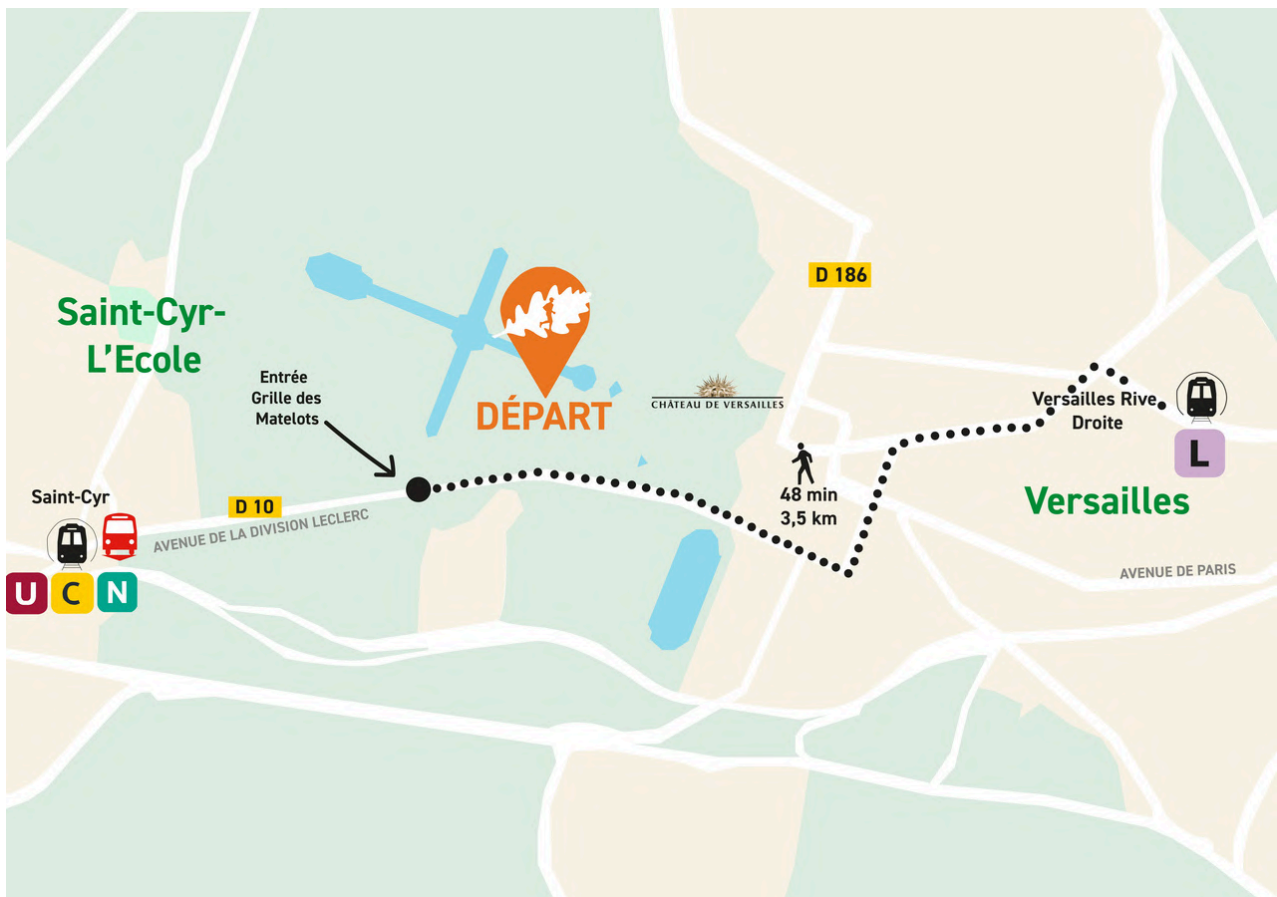 D 186
Saint-Cyr-
L'Ecole
Entrée
Grille des
Matelots
DÉPART
CHÂTEAU DE VERSAILLES
Versailles Rive
Droite
L
48 min
3,5 km
Versailles
Saint-Cyr
D 10
AVENUE DE LA DIVISION LECLERC
AVENUE DE PARIS
U C N